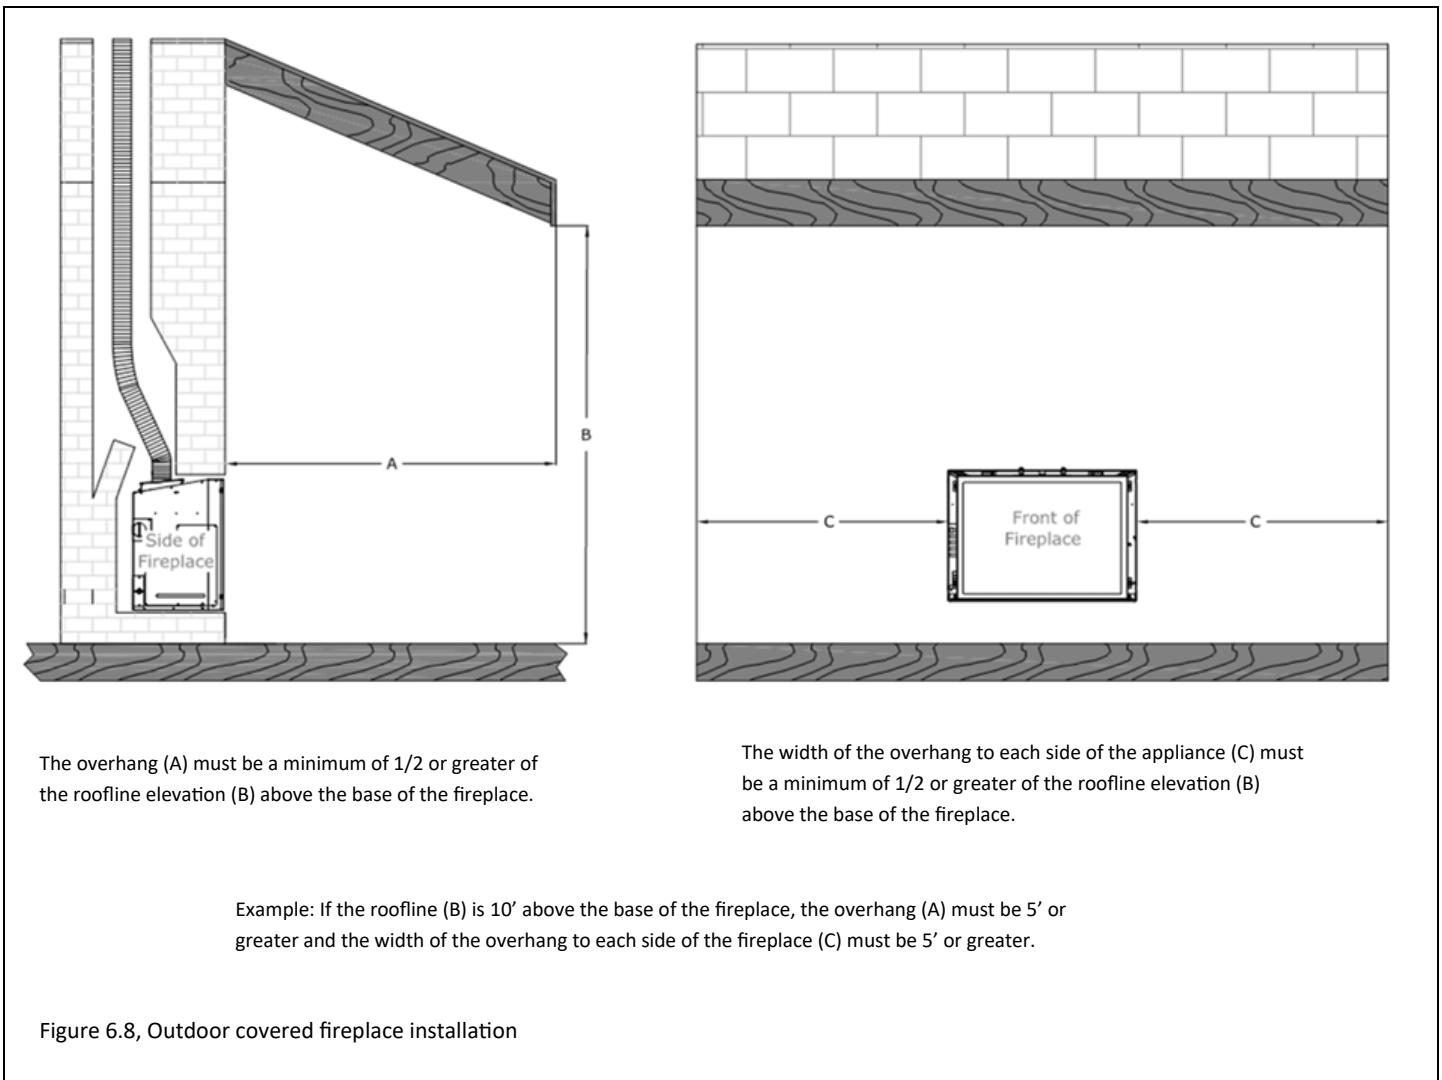 A
B
Side of
Fireplace
C
Front of
Fireplace
C
The overhang (A) must be a minimum of 1/2 or greater of
the roofline elevation (B) above the base of the fireplace.
The width of the overhang to each side of the appliance (C) must
be a minimum of 1/2 or greater of the roofline elevation (B)
above the base of the fireplace.
Example: If the roofline (B) is 10’ above the base of the fireplace, the overhang (A) must be 5’ or
greater and the width of the overhang to each side of the fireplace (C) must be 5’ or greater.
Figure 6.8, Outdoor covered fireplace installation